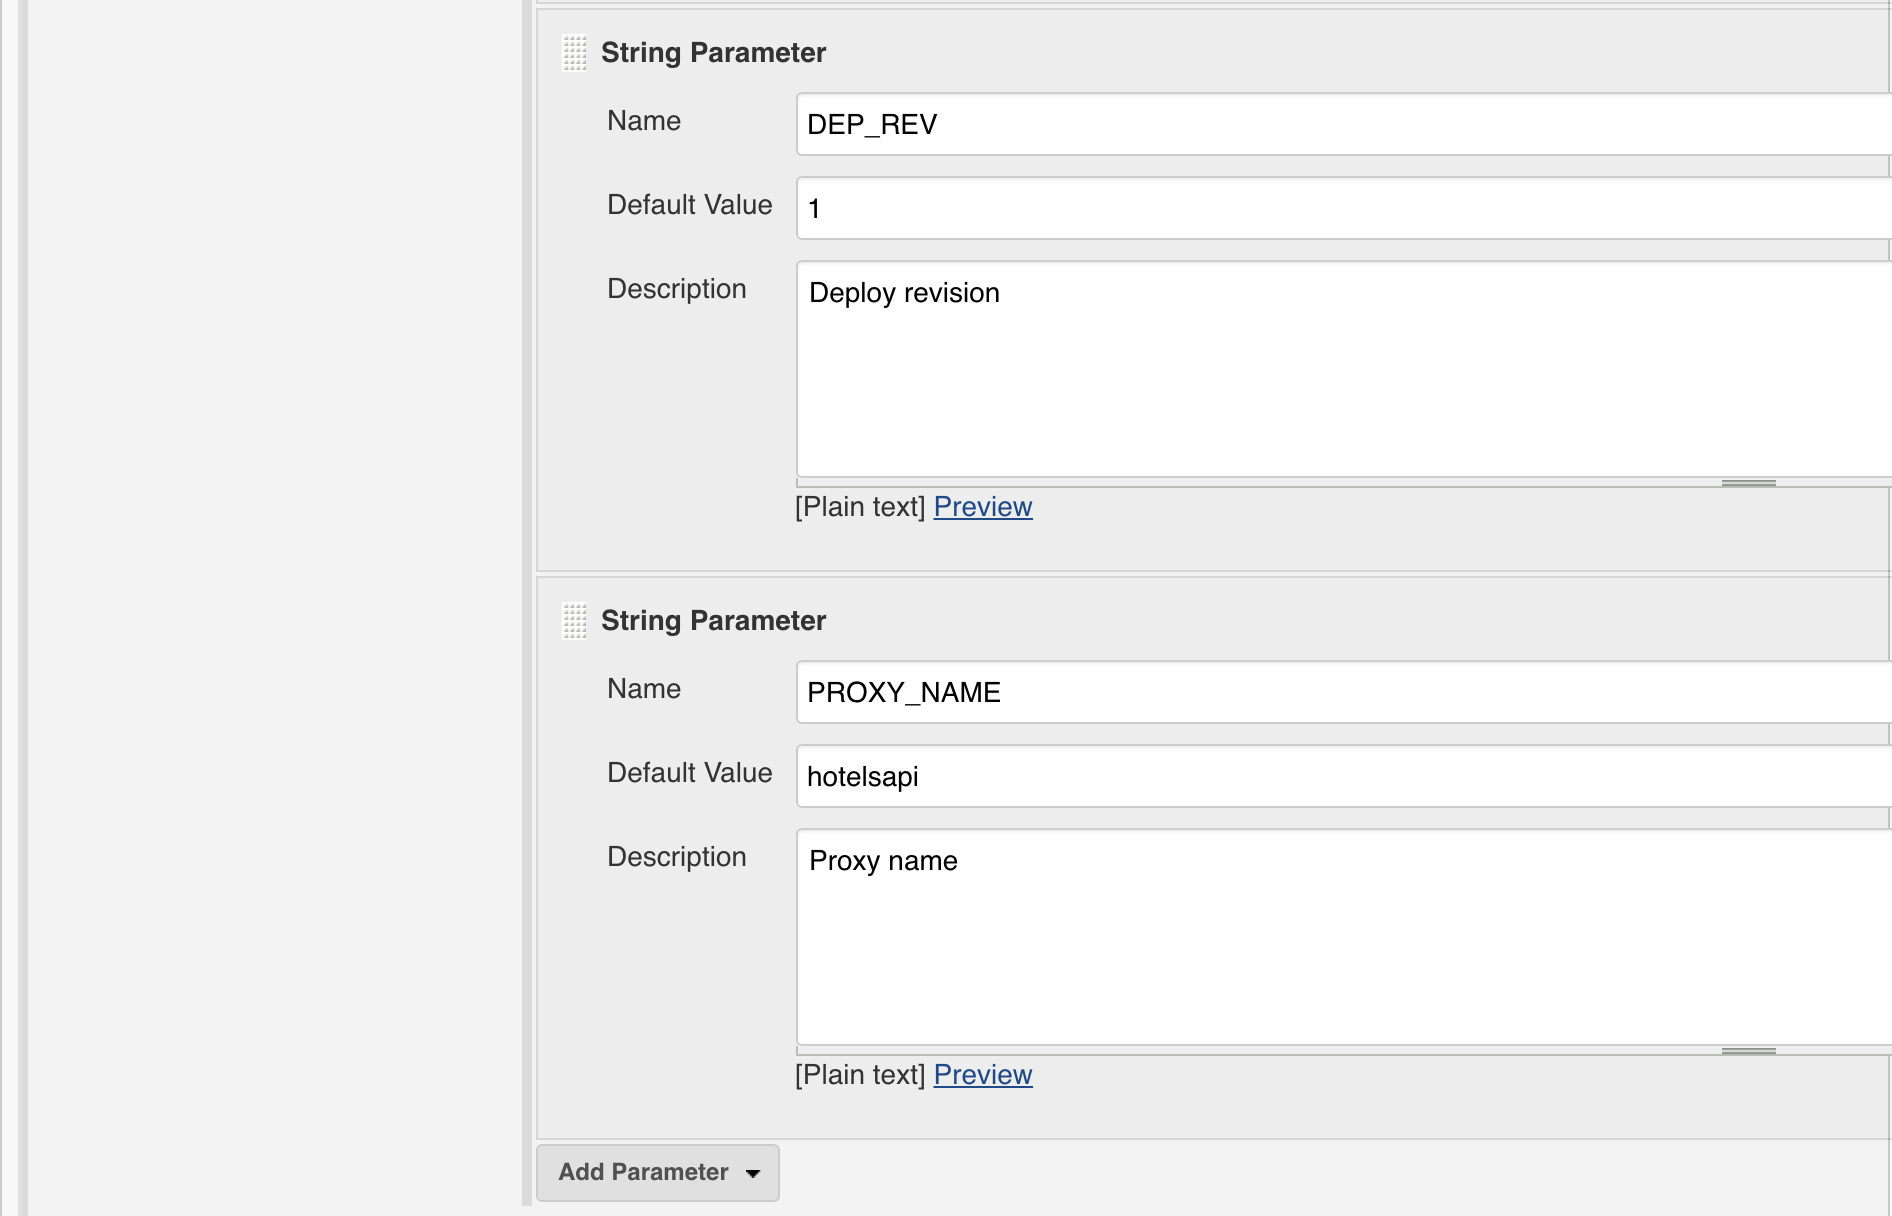 String Parameter
Name
DEP_REV
Default Value
1
Description
Deploy revision
[Plain text] Preview
String Parameter
Name
PROXY_NAME
Default Value
hotelsapi
Description
Proxy name
[Plain text] Preview
Add Parameter